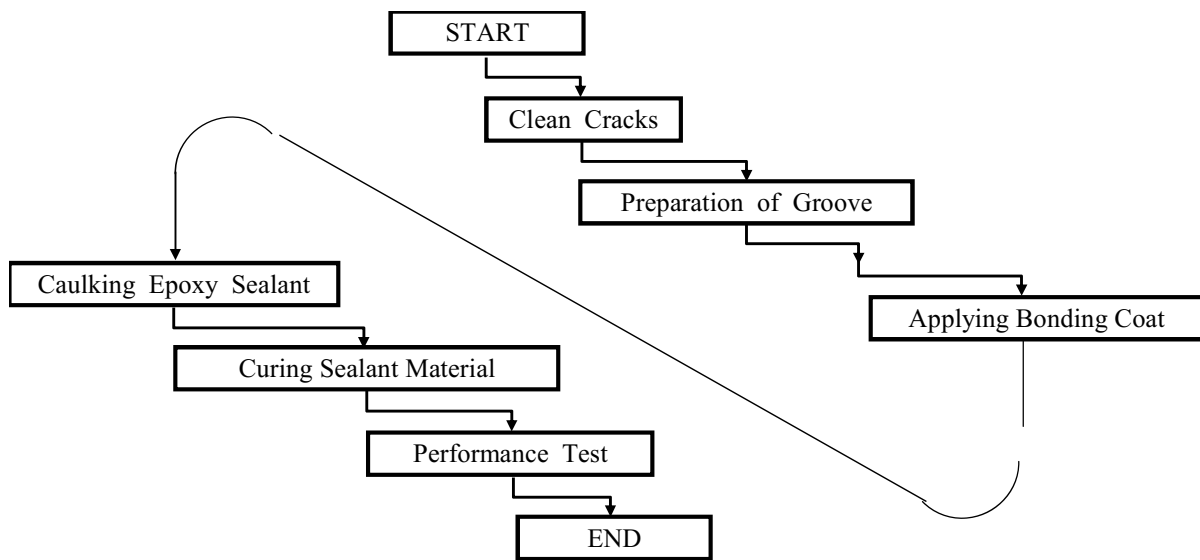 START
Clean Cracks
Preparation of Groove
Applying Bonding Coat
Caulking Epoxy Sealant
Curing Sealant Material
Performance Test
END